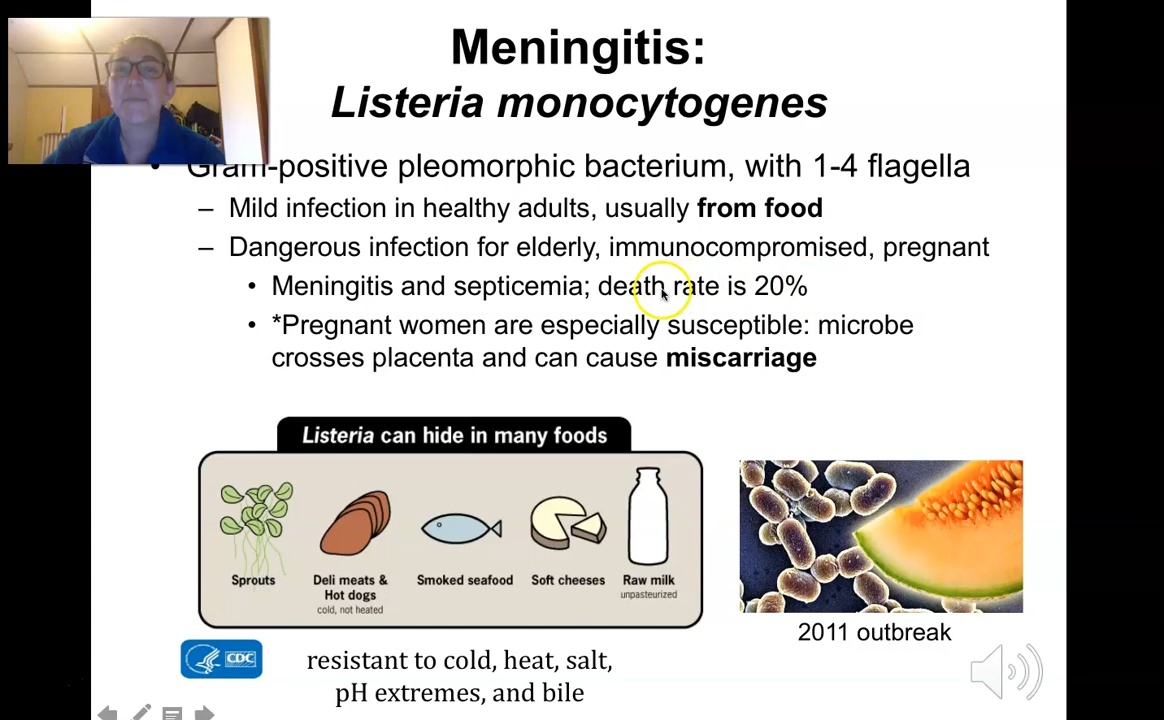 Meningitis:
Listeria monocytogenes
• Gram-positive pleomorphic bacterium, with 1-4 flagella
– Mild infection in healthy adults, usually from food
– Dangerous infection for elderly, immunocompromised, pregnant
• Meningitis and septicemia; death rate is 20%
• *Pregnant women are especially susceptible: microbe
crosses placenta and can cause miscarriage
Listeria can hide in many foods
Sprouts
Deli meats &
Hot dogs
cold, not heated
Smoked seafood
Soft cheeses
Raw milk
unpasteurized
2011 outbreak
CDC
resistant to cold, heat, salt,
pH extremes, and bile